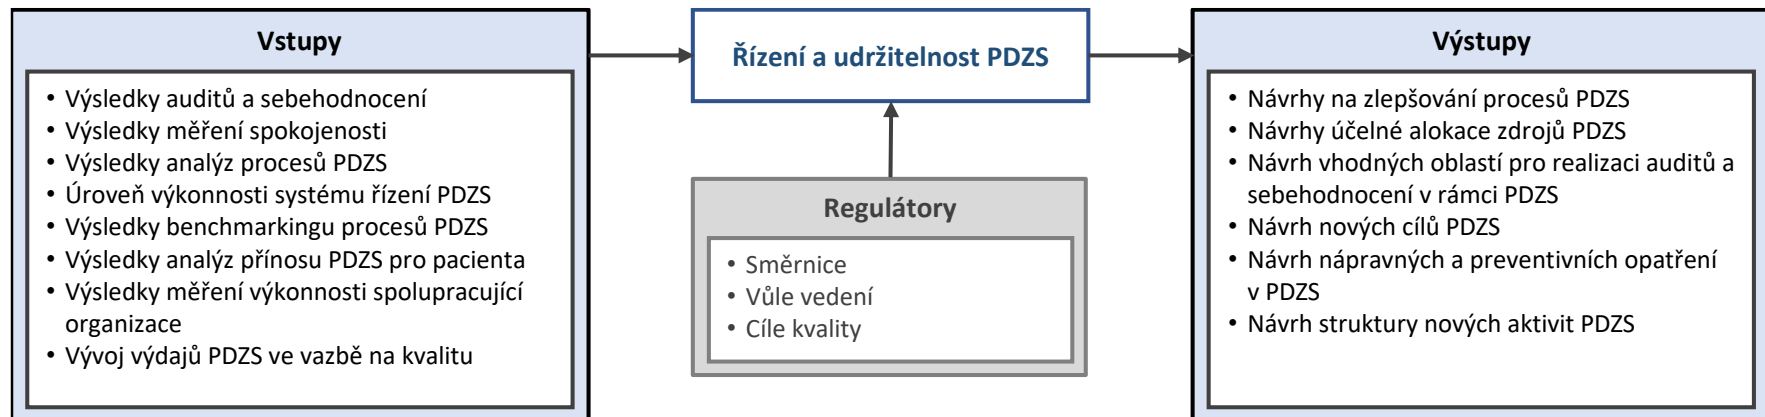 Vstupy
• Výsledky auditů a sebehodnocení
• Výsledky měření spokojenosti
• Výsledky analýz procesů PDZS
• Úroveň výkonnosti systému řízení PDZS
• Výsledky benchmarkingu procesů PDZS
• Výsledky analýz přínosu PDZS pro pacienta
• Výsledky měření výkonnosti spolupracující
organizace
• Vývoj výdajů PDZS ve vazbě na kvalitu
Řízení a udržitelnost PDZS
Regulátory
• Směrnice
• Vůle vedení
• Cíle kvality
Výstupy
• Návrhy na zlepšování procesů PDZS
• Návrhy účelné alokace zdrojů PDZS
• Návrh vhodných oblastí pro realizaci auditů a
sebehodnocení v rámci PDZS
• Návrh nových cílů PDZS
• Návrh nápravných a preventivních opatření
v PDZS
• Návrh struktury nových aktivit PDZS